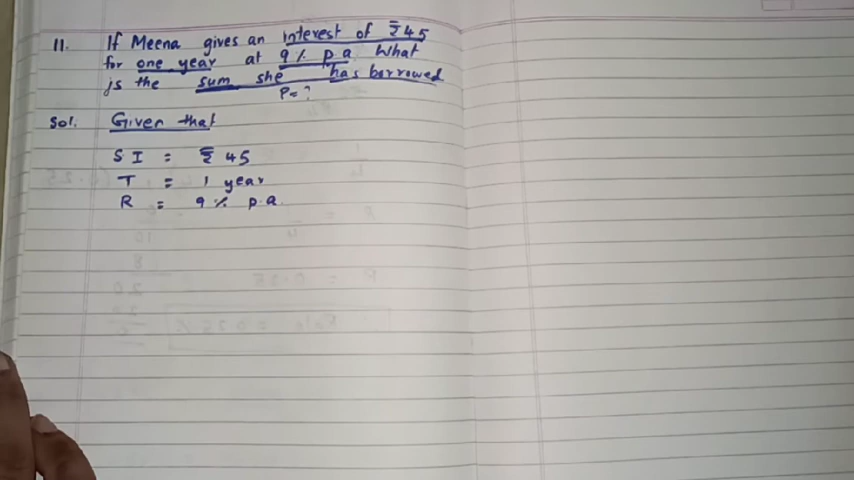 11. If Meena gives an interest of ₹45
for one year at 9% p.a. What
is the sum she has borrowed
P=?
Sol. Given that
SI = ₹ 45
T = 1 year
R = 9% p.a.